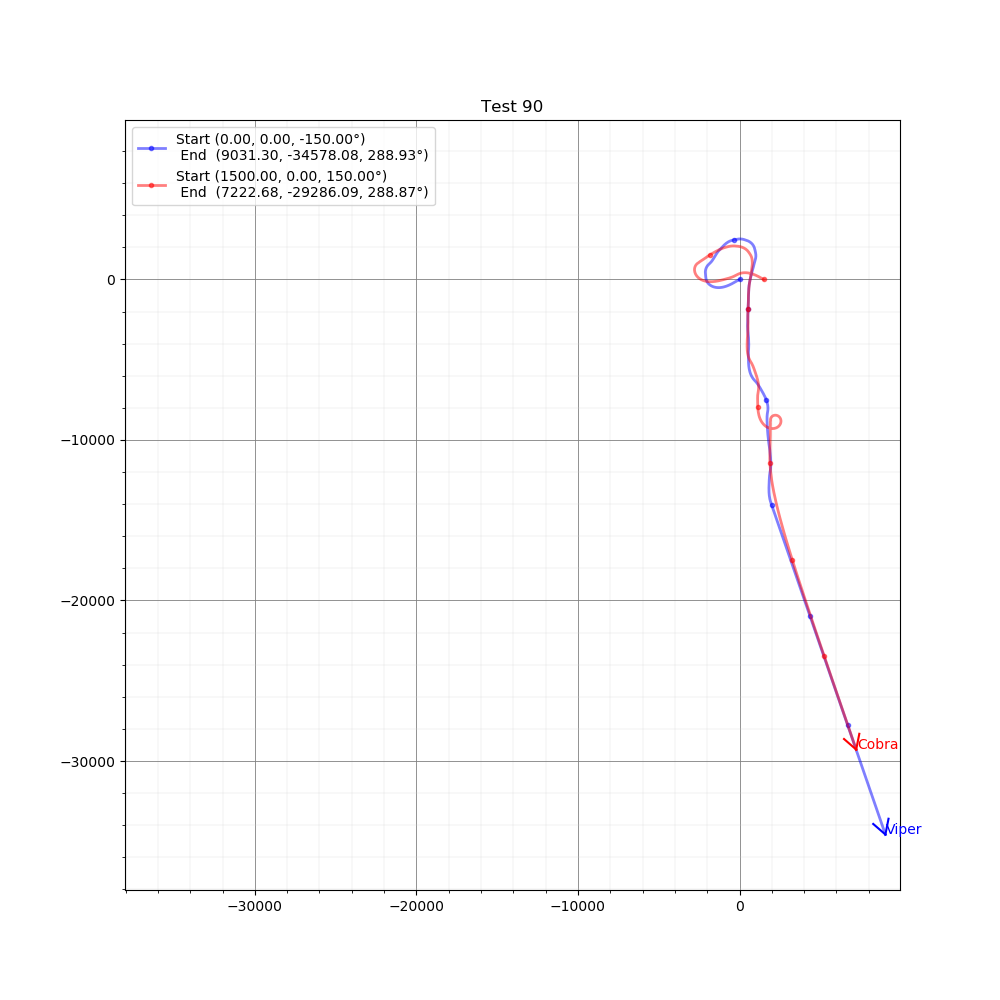 Test 90
Start (0.00, 0.00, -150.00°)
End (9031.30, -34578.08, 288.93°)
Start (1500.00, 0.00, 150.00°)
End (7222.68, -29286.09, 288.87°)
0
−10000
−20000
−30000
Cobra
Viper
−30000
−20000
−10000
0